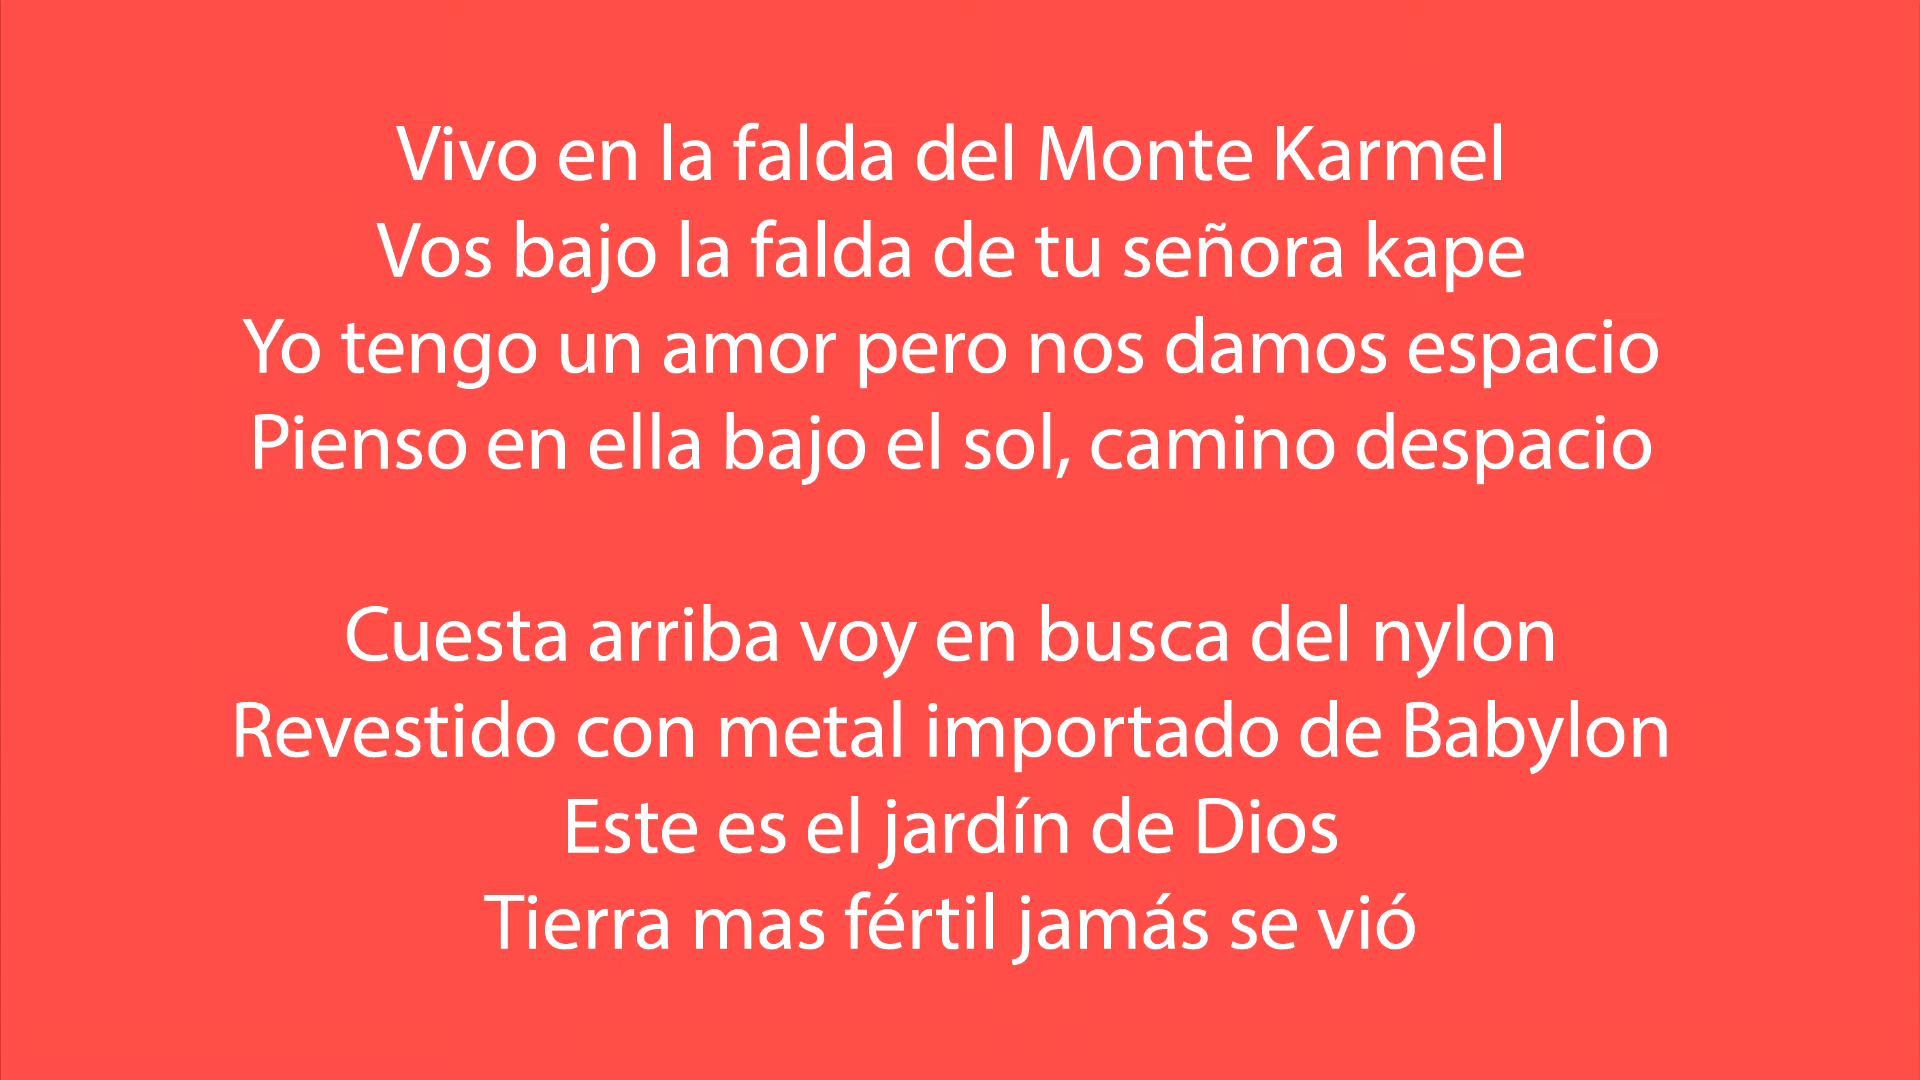 Vivo en la falda del Monte Karmel
Vos bajo la falda de tu señora kape
Yo tengo un amor pero nos damos espacio
Pienso en ella bajo el sol, camino despacio
Cuesta arriba voy en busca del nylon
Revestido con metal importado de Babylon
Este es el jardín de Dios
Tierra mas fértil jamás se vió